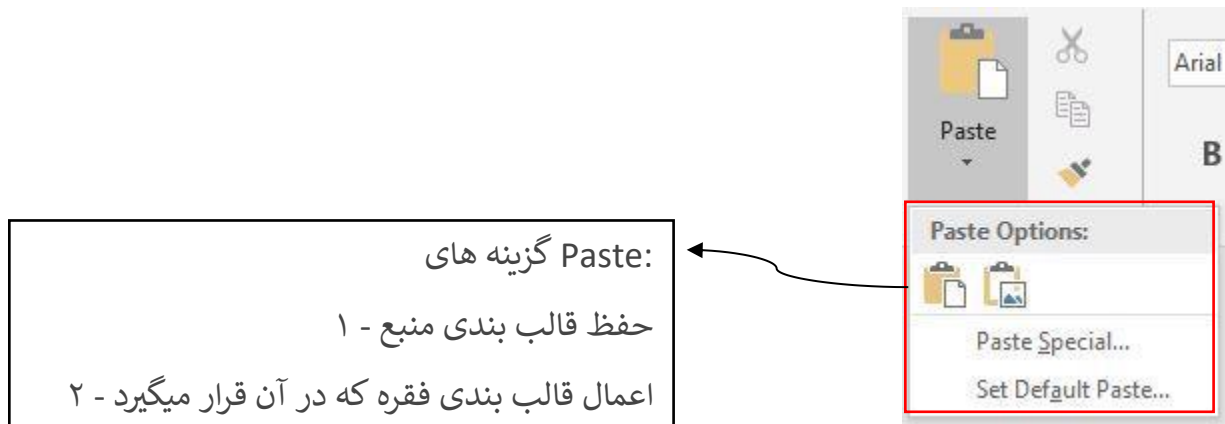 Arial
Paste
B
Paste Options:
Paste Special...
Set Default Paste...
گزینه های Paste:
حفظ قالب بندی منبع - ۱
اعمال قالب بندی فقره که در آن قرار میگیرد - ۲